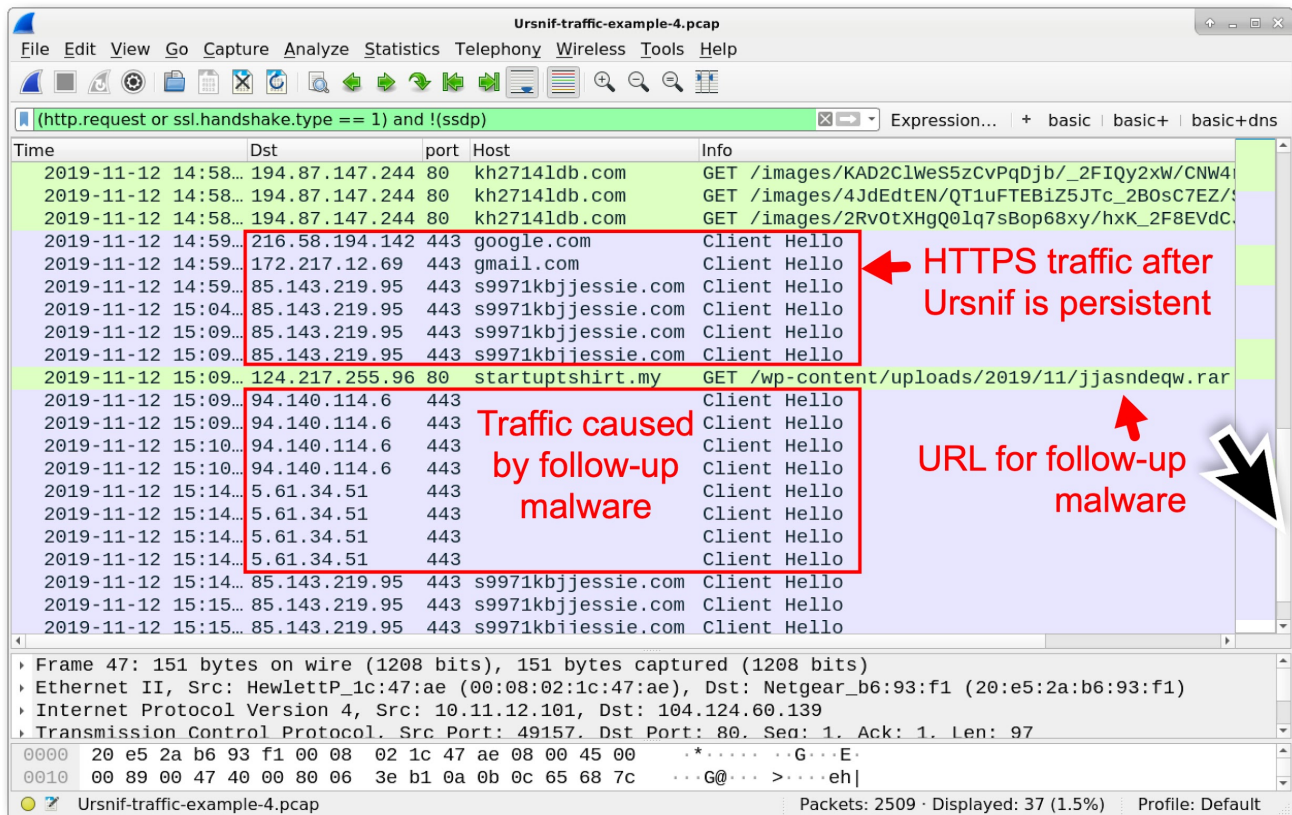 Ursnif-traffic-example-4.pcap
File Edit View Go Capture Analyze Statistics Telephony Wireless Tools Help
(http.request or ssl.handshake.type == 1) and !(ssdp) Expression… + basic basic+ basic+dns
Time Dst port Host Info
2019-11-12 14:58… 194.87.147.244 80 kh2714ldb.com GET /images/KAD2ClWeS5zCvPqDjb/_2FIQy2xW/CNW4
2019-11-12 14:58… 194.87.147.244 80 kh2714ldb.com GET /images/4JdEdtEN/QT1uFTEBiZ5JTc_2BOsC7EZ/
2019-11-12 14:58… 194.87.147.244 80 kh2714ldb.com GET /images/2RvOtXHgQ0lq7sBop68xy/hxK_2F8EVdC
2019-11-12 14:59… 216.58.194.142 443 google.com Client Hello
2019-11-12 14:59… 172.217.12.69 443 gmail.com Client Hello
2019-11-12 14:59… 85.143.219.95 443 s9971kbjjessie.com Client Hello
2019-11-12 15:04… 85.143.219.95 443 s9971kbjjessie.com Client Hello
2019-11-12 15:09… 85.143.219.95 443 s9971kbjjessie.com Client Hello
2019-11-12 15:09… 85.143.219.95 443 s9971kbjjessie.com Client Hello
HTTPS traffic after
Ursnif is persistent
2019-11-12 15:09… 124.217.255.96 80 startuptshirt.my GET /wp-content/uploads/2019/11/jjasndeqw.rar
2019-11-12 15:09… 94.140.114.6 443 Client Hello
2019-11-12 15:09… 94.140.114.6 443 Client Hello
2019-11-12 15:10… 94.140.114.6 443 Client Hello
2019-11-12 15:10… 94.140.114.6 443 Client Hello
2019-11-12 15:14… 5.61.34.51 443 Client Hello
2019-11-12 15:14… 5.61.34.51 443 Client Hello
2019-11-12 15:14… 5.61.34.51 443 Client Hello
2019-11-12 15:14… 5.61.34.51 443 Client Hello
Traffic caused
by follow-up
malware
URL for follow-up
malware
2019-11-12 15:14… 85.143.219.95 443 s9971kbjjessie.com Client Hello
2019-11-12 15:15… 85.143.219.95 443 s9971kbjjessie.com Client Hello
2019-11-12 15:15… 85.143.219.95 443 s9971kbjjessie.com Client Hello
Frame 47: 151 bytes on wire (1208 bits), 151 bytes captured (1208 bits)
Ethernet II, Src: HewlettP_1c:47:ae (00:08:02:1c:47:ae), Dst: Netgear_b6:93:f1 (20:e5:2a:b6:93:f1)
Internet Protocol Version 4, Src: 10.11.12.101, Dst: 104.124.60.139
Transmission Control Protocol, Src Port: 49157, Dst Port: 80, Seq: 1, Ack: 1, Len: 97
0000 20 e5 2a b6 93 f1 00 08 02 1c 47 ae 08 00 45 00 ·*····· ··G···E·
0010 00 89 00 47 40 00 80 06 3e b1 0a 0b 0c 65 68 7c ···G@··· >····eh|
Ursnif-traffic-example-4.pcap Packets: 2509 · Displayed: 37 (1.5%) Profile: Default